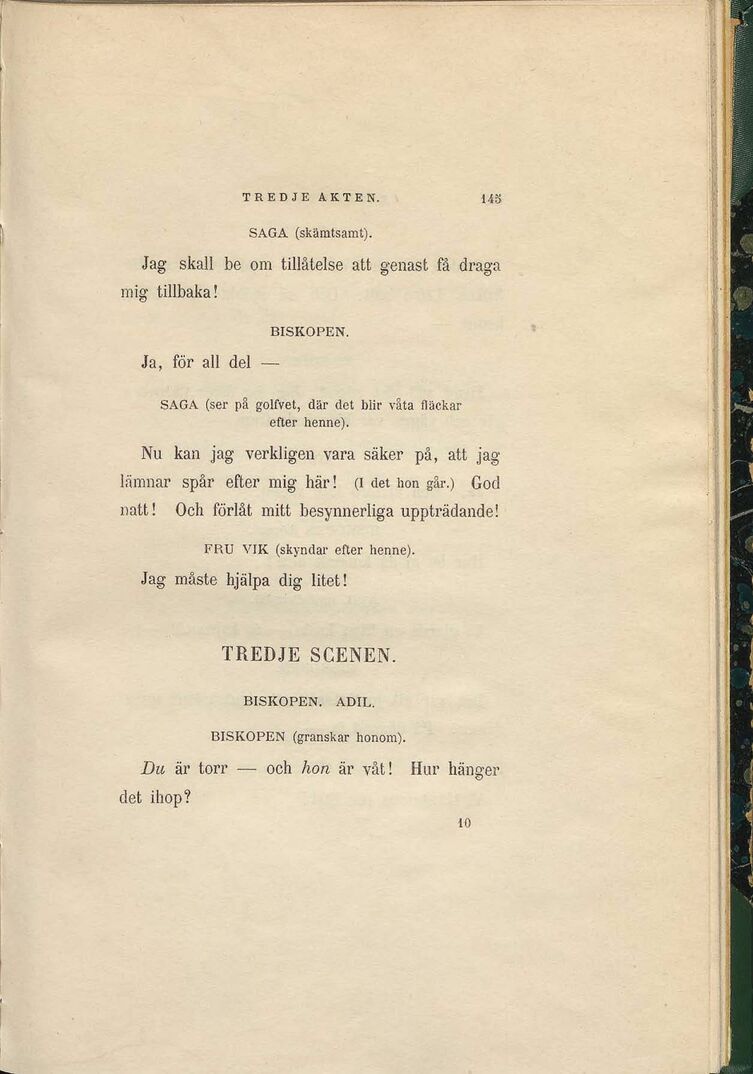 TREDJE AKTEN. 145
SAGA (skämtsamt).
Jag skall be om tillåtelse att genast få draga
mig tillbaka!
BISKOPEN.
Ja, för all del —
SAGA (ser på golfvet, där det blir våta fläckar
efter henne).
Nu kan jag verkligen vara säker på, att jag
lämnar spår efter mig här! (I det hon går.) God
natt! Och förlåt mitt besynnerliga uppträdande!
FRU VIK (skyndar efter henne).
Jag måste hjälpa dig litet!
TREDJE SCENEN.
BISKOPEN. ADIL.
BISKOPEN (granskar honom).
Du är torr — och hon är våt! Hur hänger
det ihop?
10